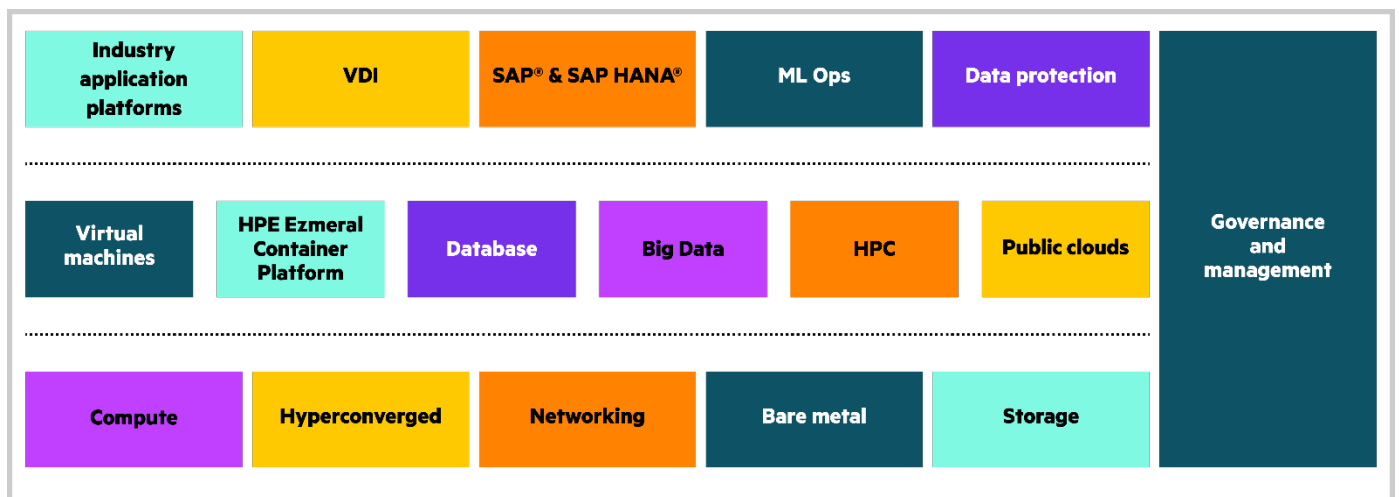 Industry
application
platforms
VDI
SAP® & SAP HANA®
ML Ops
Data protection
Virtual
machines
HPE Ezmeral
Container
Platform
Database
Big Data
HPC
Public clouds
Governance
and
management
Compute
Hyperconverged
Networking
Bare metal
Storage